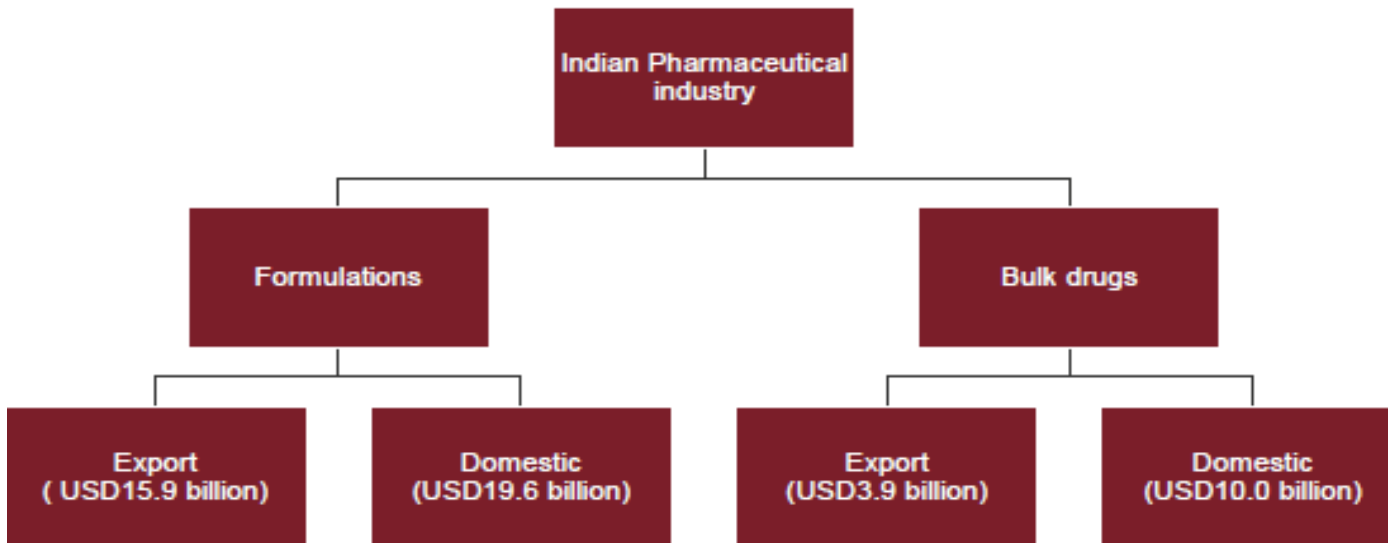 Indian Pharmaceutical
industry
Formulations
Bulk drugs
Export
( USD15.9 billion)
Domestic
(USD19.6 billion)
Export
(USD3.9 billion)
Domestic
(USD10.0 billion)